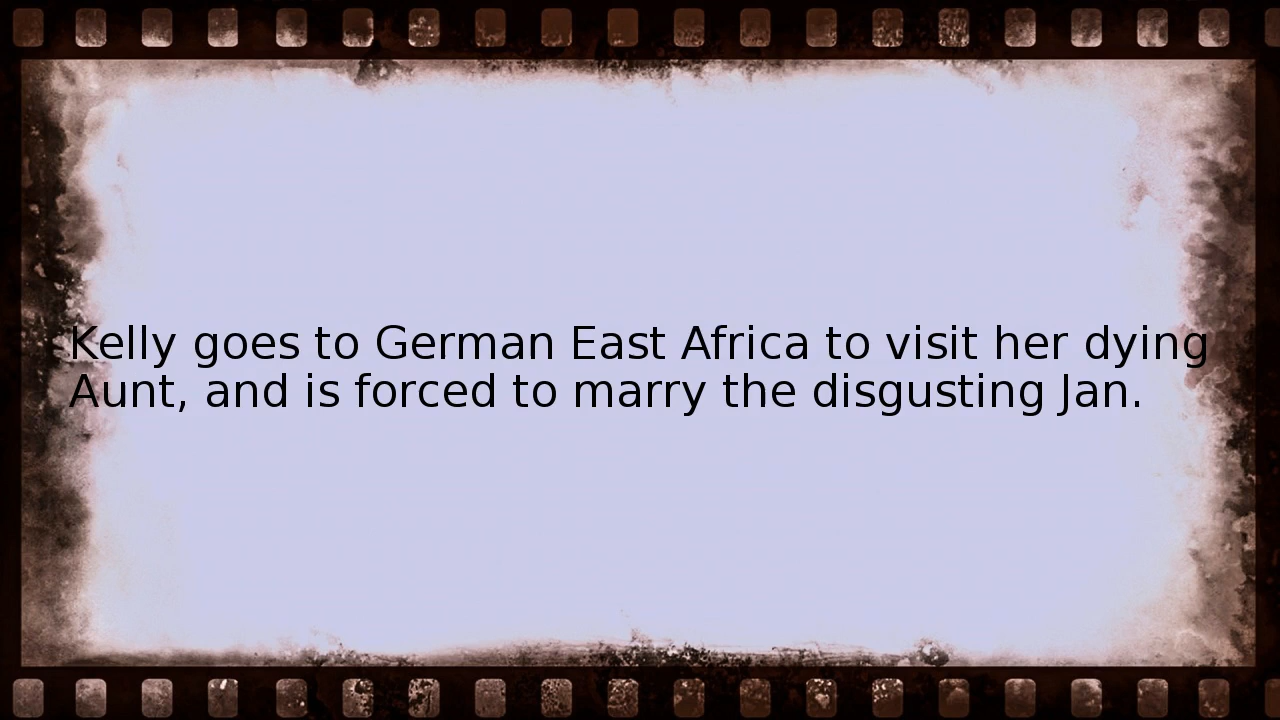 Kelly goes to German East Africa to visit her dying
Aunt, and is forced to marry the disgusting Jan.